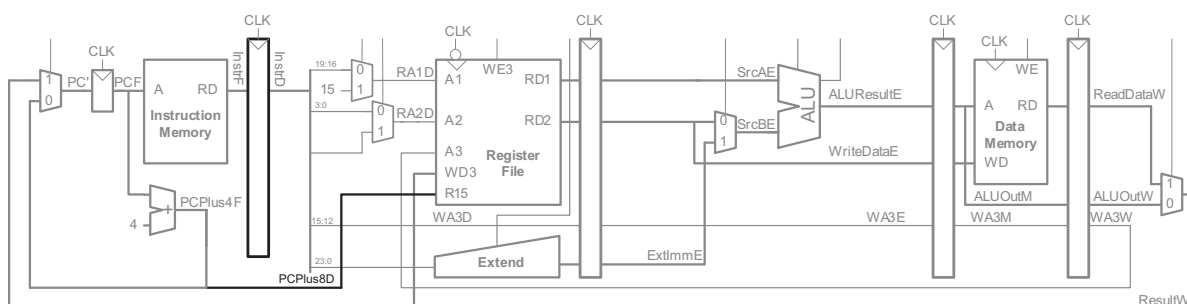 CLK
CLK
CLK
CLK
CLK
CLK
CLK
CLK
1
0
PC'
PCF
A
RD
Instruction
Memory
InstrF
InstrD
19:16
15
0
1
RA1D
3:0
0
1
RA2D
A1
A2
A3
WD3
R15
WE3
RD1
RD2
Register
File
SrcAE
0
1
SrcBE
ALU
ALUResultE
WriteDataE
A
RD
Data
Memory
WD
WE
ReadDataW
ALUOutM
ALUOutW
1
0
PCPlus4F
+
4
15:12
WA3D
WA3E
WA3M
WA3W
23:0
Extend
ExtImmE
PCPlus8D
ResultW